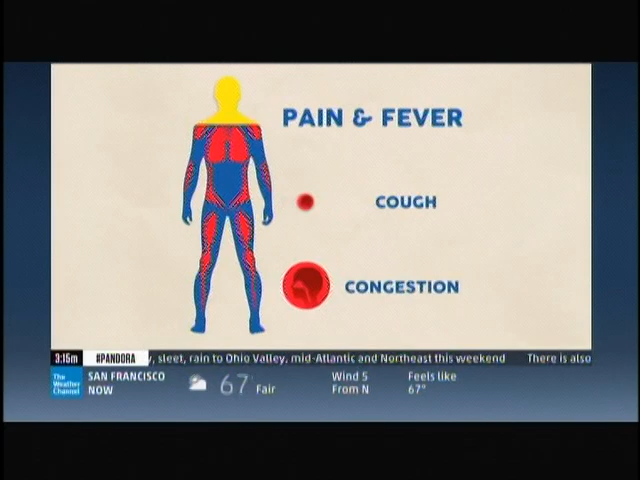 PAIN & FEVER
COUGH
CONGESTION
3:15m #PANDORA , sleet, rain to Ohio Valley, mid-Atlantic and Northeast this weekend There is also
The Weather Channel
SAN FRANCISCO
NOW
67 Fair
Wind 5
From N
Feels like
67°